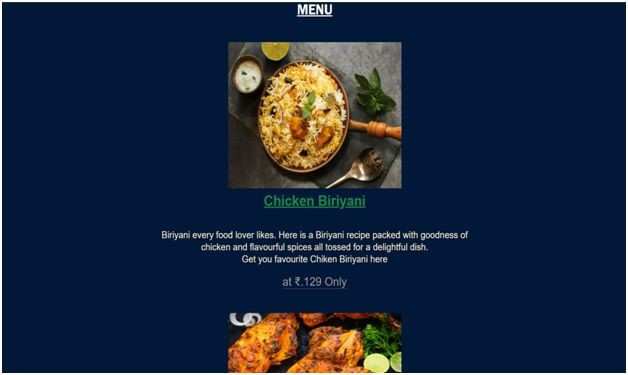 MENU
Chicken Biriyani
Biriyani every food lover likes. Here is a Biriyani recipe packed with goodness of
chicken and flavourful spices all tossed for a delightful dish.
Get you favourite Chiken Biriyani here
at ₹.129 Only